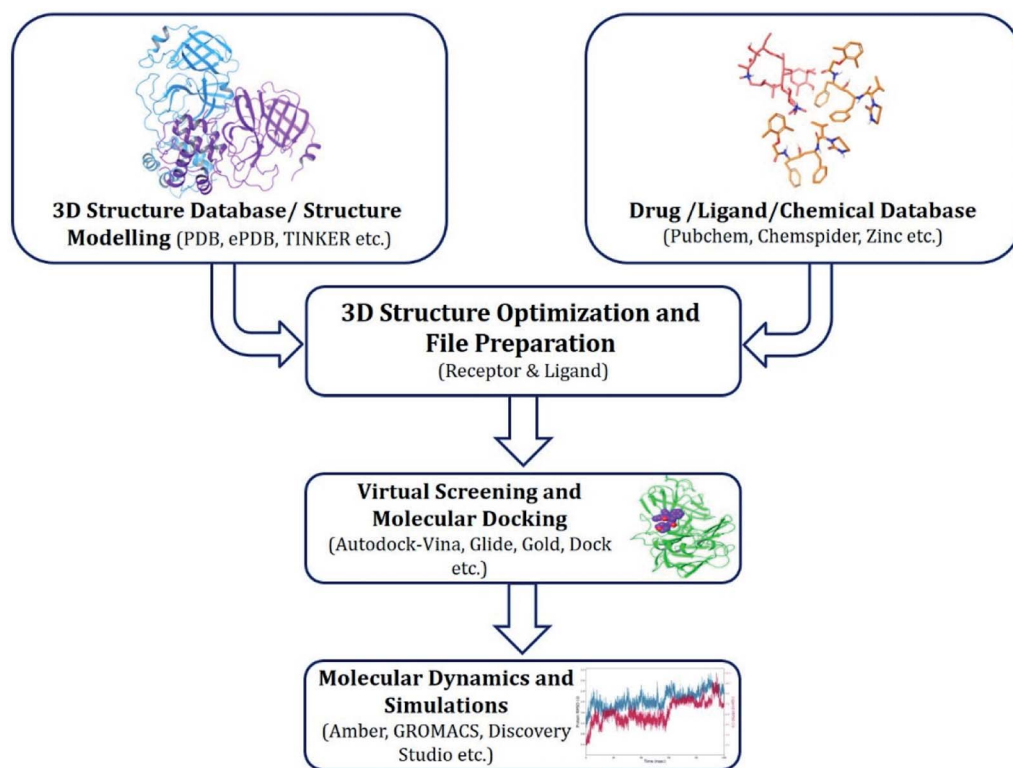 3D Structure Database/ Structure
Modelling (PDB, ePDB, TINKER etc.)
Drug /Ligand/Chemical Database
(Pubchem, Chemspider, Zinc etc.)
3D Structure Optimization and
File Preparation
(Receptor & Ligand)
Virtual Screening and
Molecular Docking
(Autodock-Vina, Glide, Gold, Dock
etc.)
Molecular Dynamics and
Simulations
(Amber, GROMACS, Discovery
Studio etc.)